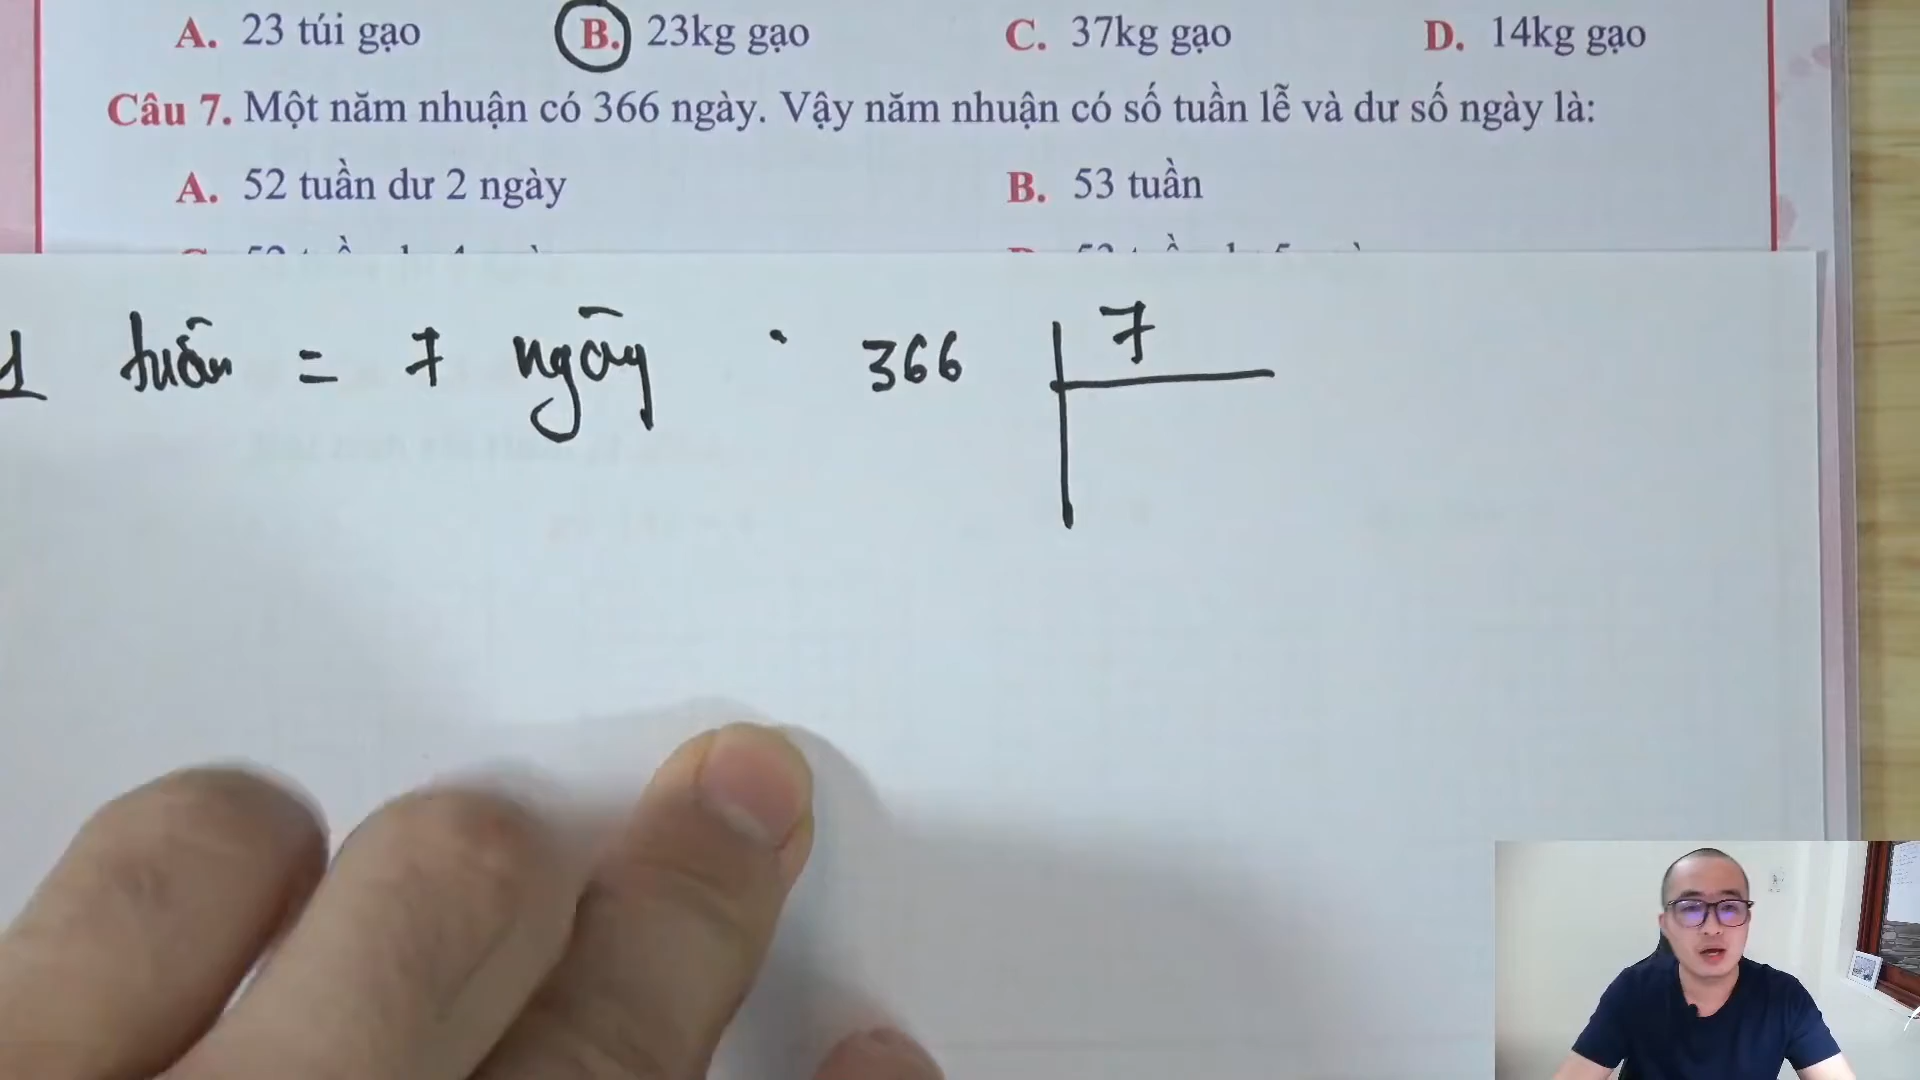 A. 23 túi gạo B. 23kg gạo C. 37kg gạo D. 14kg gạo
Câu 7. Một năm nhuận có 366 ngày. Vậy năm nhuận có số tuần lễ và dư số ngày là:
A. 52 tuần dư 2 ngày B. 53 tuần
1 tuần = 7 ngày 366 7